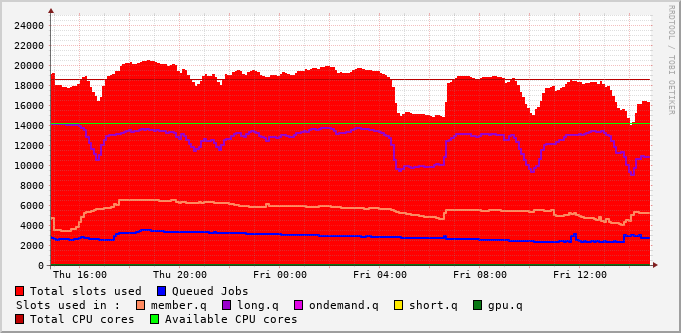 24000
22000
20000
18000
16000
14000
12000
10000
8000
6000
4000
2000
0
Thu 16:00 Thu 20:00 Fri 00:00 Fri 04:00 Fri 08:00 Fri 12:00
Total slots used Queued Jobs
Slots used in : member.q long.q ondemand.q short.q gpu.q
Total CPU cores Available CPU cores
RRDTOOL / TOBI OETIKER